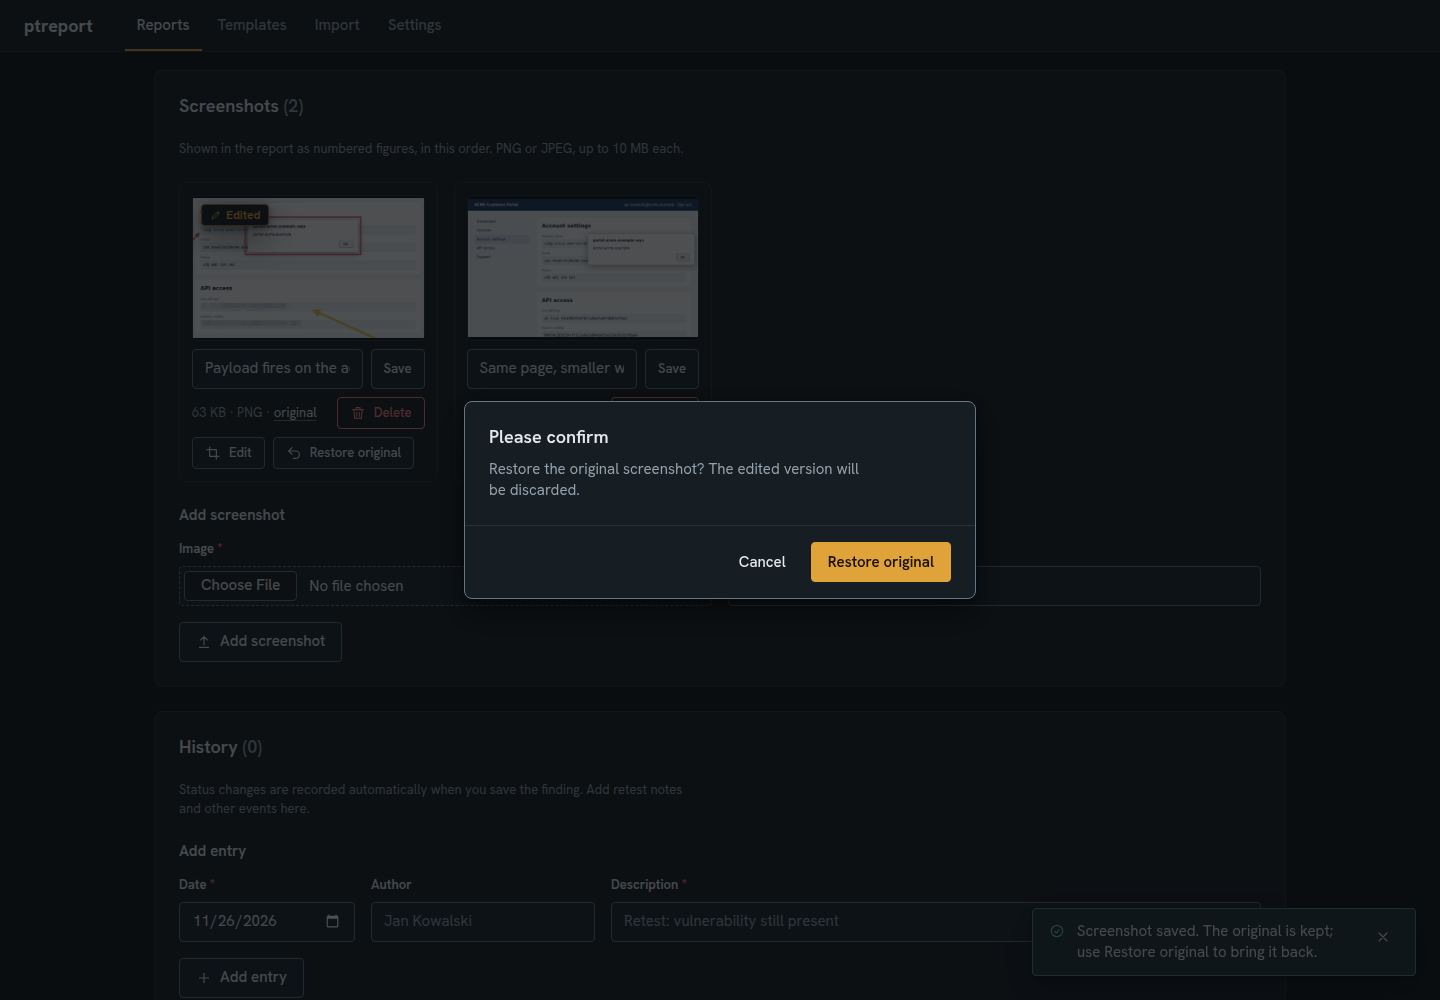 ptreport
Reports
Templates
Import
Settings
Screenshots (2)
Shown in the report as numbered figures, in this order. PNG or JPEG, up to 10 MB each.
Edited
API access
Account settings
API access
Payload fires on the a
Save
Same page, smaller w
Save
63 KB · PNG · original
Delete
Edit
Restore original
Please confirm
Restore the original screenshot? The edited version will
be discarded.
Cancel
Restore original
Add screenshot
Image *
Choose File
No file chosen
Add screenshot
History (0)
Status changes are recorded automatically when you save the finding. Add retest notes
and other events here.
Add entry
Date *
Author
Description *
11/26/2026
Jan Kowalski
Retest: vulnerability still present
Add entry
Screenshot saved. The original is kept;
use Restore original to bring it back.